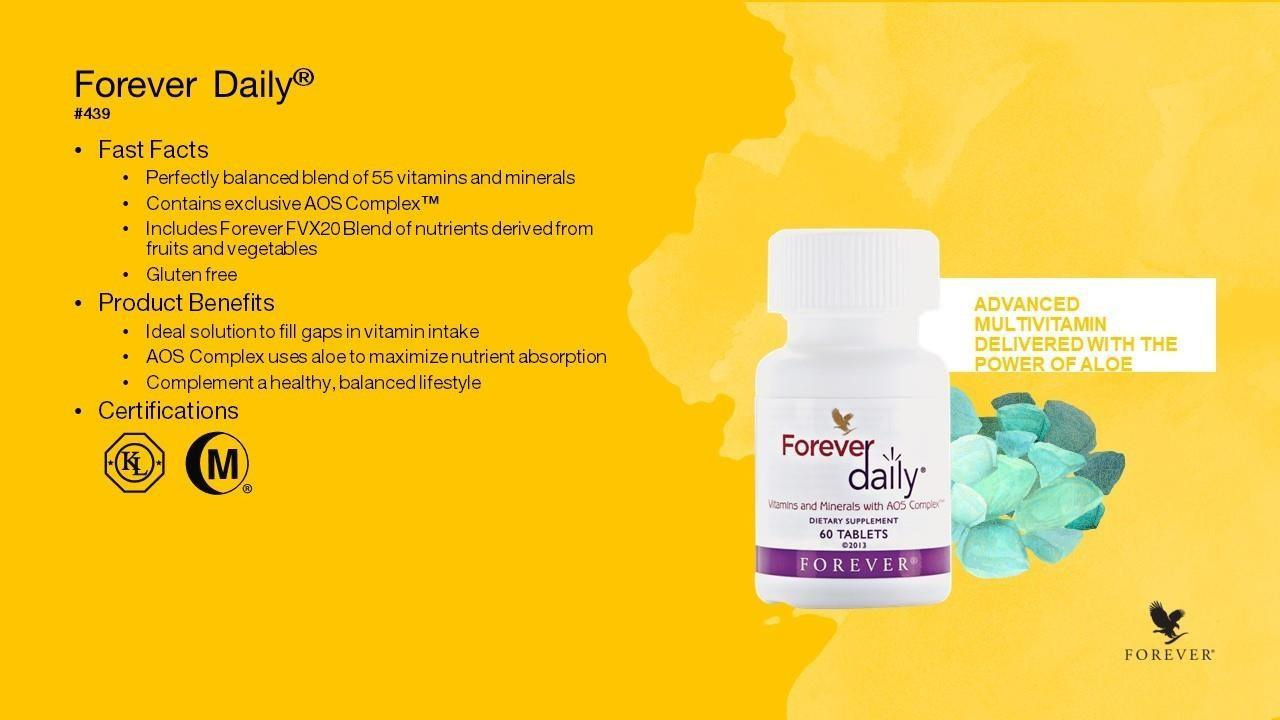 Forever Daily®
#439
• Fast Facts
• Perfectly balanced blend of 55 vitamins and minerals
• Contains exclusive AOS Complex™
• Includes Forever FVX20 Blend of nutrients derived from
fruits and vegetables
• Gluten free
• Product Benefits
• Ideal solution to fill gaps in vitamin intake
• AOS Complex uses aloe to maximize nutrient absorption
• Complement a healthy, balanced lifestyle
• Certifications
KL
M®
ADVANCED
MULTIVITAMIN
DELIVERED WITH THE
POWER OF ALOE
Forever
daily®
Vitamins and Minerals with AOS Complex™
DIETARY SUPPLEMENT
60 TABLETS
©2013
FOREVER®
FOREVER®